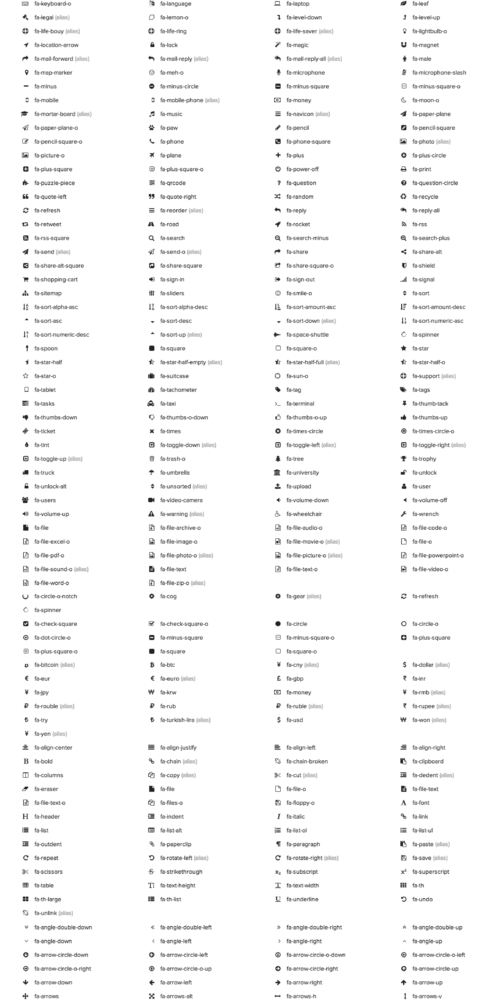 fa-keyboard-o fa-language fa-laptop fa-leaf
fa-legal (alias) fa-lemon-o fa-level-down fa-level-up
fa-life-bouy (alias) fa-life-ring fa-life-saver (alias) fa-lightbulb-o
fa-location-arrow fa-lock fa-magic fa-magnet
fa-mail-forward (alias) fa-mail-reply (alias) fa-mail-reply-all (alias) fa-male
fa-map-marker fa-meh-o fa-microphone fa-microphone-slash
fa-minus fa-minus-circle fa-minus-square fa-minus-square-o
fa-mobile fa-mobile-phone (alias) fa-money fa-moon-o
fa-mortar-board (alias) fa-music fa-navicon (alias) fa-paper-plane
fa-paper-plane-o fa-paw fa-pencil fa-pencil-square
fa-pencil-square-o fa-phone fa-phone-square fa-photo (alias)
fa-picture-o fa-plane fa-plus fa-plus-circle
fa-plus-square fa-plus-square-o fa-power-off fa-print
fa-puzzle-piece fa-qrcode fa-question fa-question-circle
fa-quote-left fa-quote-right fa-random fa-recycle
fa-refresh fa-reorder (alias) fa-reply fa-reply-all
fa-retweet fa-road fa-rocket fa-rss
fa-rss-square fa-search fa-search-minus fa-search-plus
fa-send (alias) fa-send-o (alias) fa-share fa-share-alt
fa-share-alt-square fa-share-square fa-share-square-o fa-shield
fa-shopping-cart fa-sign-in fa-sign-out fa-signal
fa-sitemap fa-sliders fa-smile-o fa-sort
fa-sort-alpha-asc fa-sort-alpha-desc fa-sort-amount-asc fa-sort-amount-desc
fa-sort-asc fa-sort-desc fa-sort-down (alias) fa-sort-numeric-asc
fa-sort-numeric-desc fa-sort-up (alias) fa-space-shuttle fa-spinner
fa-spoon fa-square fa-square-o fa-star
fa-star-half fa-star-half-empty (alias) fa-star-half-full (alias) fa-star-half-o
fa-star-o fa-suitcase fa-sun-o fa-support (alias)
fa-tablet fa-tachometer fa-tag fa-tags
fa-tasks fa-taxi fa-terminal fa-thumb-tack
fa-thumbs-down fa-thumbs-o-down fa-thumbs-o-up fa-thumbs-up
fa-ticket fa-times fa-times-circle fa-times-circle-o
fa-tint fa-toggle-down (alias) fa-toggle-left (alias) fa-toggle-right (alias)
fa-toggle-up (alias) fa-trash-o fa-tree fa-trophy
fa-truck fa-umbrella fa-university fa-unlock
fa-unlock-alt fa-unsorted (alias) fa-upload fa-user
fa-users fa-video-camera fa-volume-down fa-volume-off
fa-volume-up fa-warning (alias) fa-wheelchair fa-wrench
fa-file fa-file-archive-o fa-file-audio-o fa-file-code-o
fa-file-excel-o fa-file-image-o fa-file-movie-o (alias) fa-file-o
fa-file-pdf-o fa-file-photo-o (alias) fa-file-picture-o (alias) fa-file-powerpoint-o
fa-file-sound-o (alias) fa-file-text fa-file-text-o fa-file-video-o
fa-file-word-o fa-file-zip-o (alias)
fa-circle-o-notch fa-cog fa-gear (alias) fa-refresh
fa-spinner
fa-check-square fa-check-square-o fa-circle fa-circle-o
fa-dot-circle-o fa-minus-square fa-minus-square-o fa-plus-square
fa-plus-square-o fa-square fa-square-o
fa-bitcoin (alias) fa-btc fa-cny (alias) fa-dollar (alias)
fa-eur fa-euro (alias) fa-gbp fa-inr
fa-jpy fa-krw fa-money fa-rmb (alias)
fa-rouble (alias) fa-rub fa-ruble (alias) fa-rupee (alias)
fa-try fa-turkish-lira (alias) fa-usd fa-won (alias)
fa-yen (alias)
fa-align-center fa-align-justify fa-align-left fa-align-right
fa-bold fa-chain (alias) fa-chain-broken fa-clipboard
fa-columns fa-copy (alias) fa-cut (alias) fa-dedent (alias)
fa-eraser fa-file fa-file-o fa-file-text
fa-file-text-o fa-files-o fa-floppy-o fa-font
fa-header fa-indent fa-italic fa-link
fa-list fa-list-alt fa-list-ol fa-list-ul
fa-outdent fa-paperclip fa-paragraph fa-paste (alias)
fa-repeat fa-rotate-left (alias) fa-rotate-right (alias) fa-save (alias)
fa-scissors fa-strikethrough fa-subscript fa-superscript
fa-table fa-text-height fa-text-width fa-th
fa-th-large fa-th-list fa-underline fa-undo
fa-unlink (alias)
fa-angle-double-down fa-angle-double-left fa-angle-double-right fa-angle-double-up
fa-angle-down fa-angle-left fa-angle-right fa-angle-up
fa-arrow-circle-down fa-arrow-circle-left fa-arrow-circle-o-down fa-arrow-circle-o-left
fa-arrow-circle-o-right fa-arrow-circle-o-up fa-arrow-circle-right fa-arrow-circle-up
fa-arrow-down fa-arrow-left fa-arrow-right fa-arrow-up
fa-arrows fa-arrows-alt fa-arrows-h fa-arrows-v